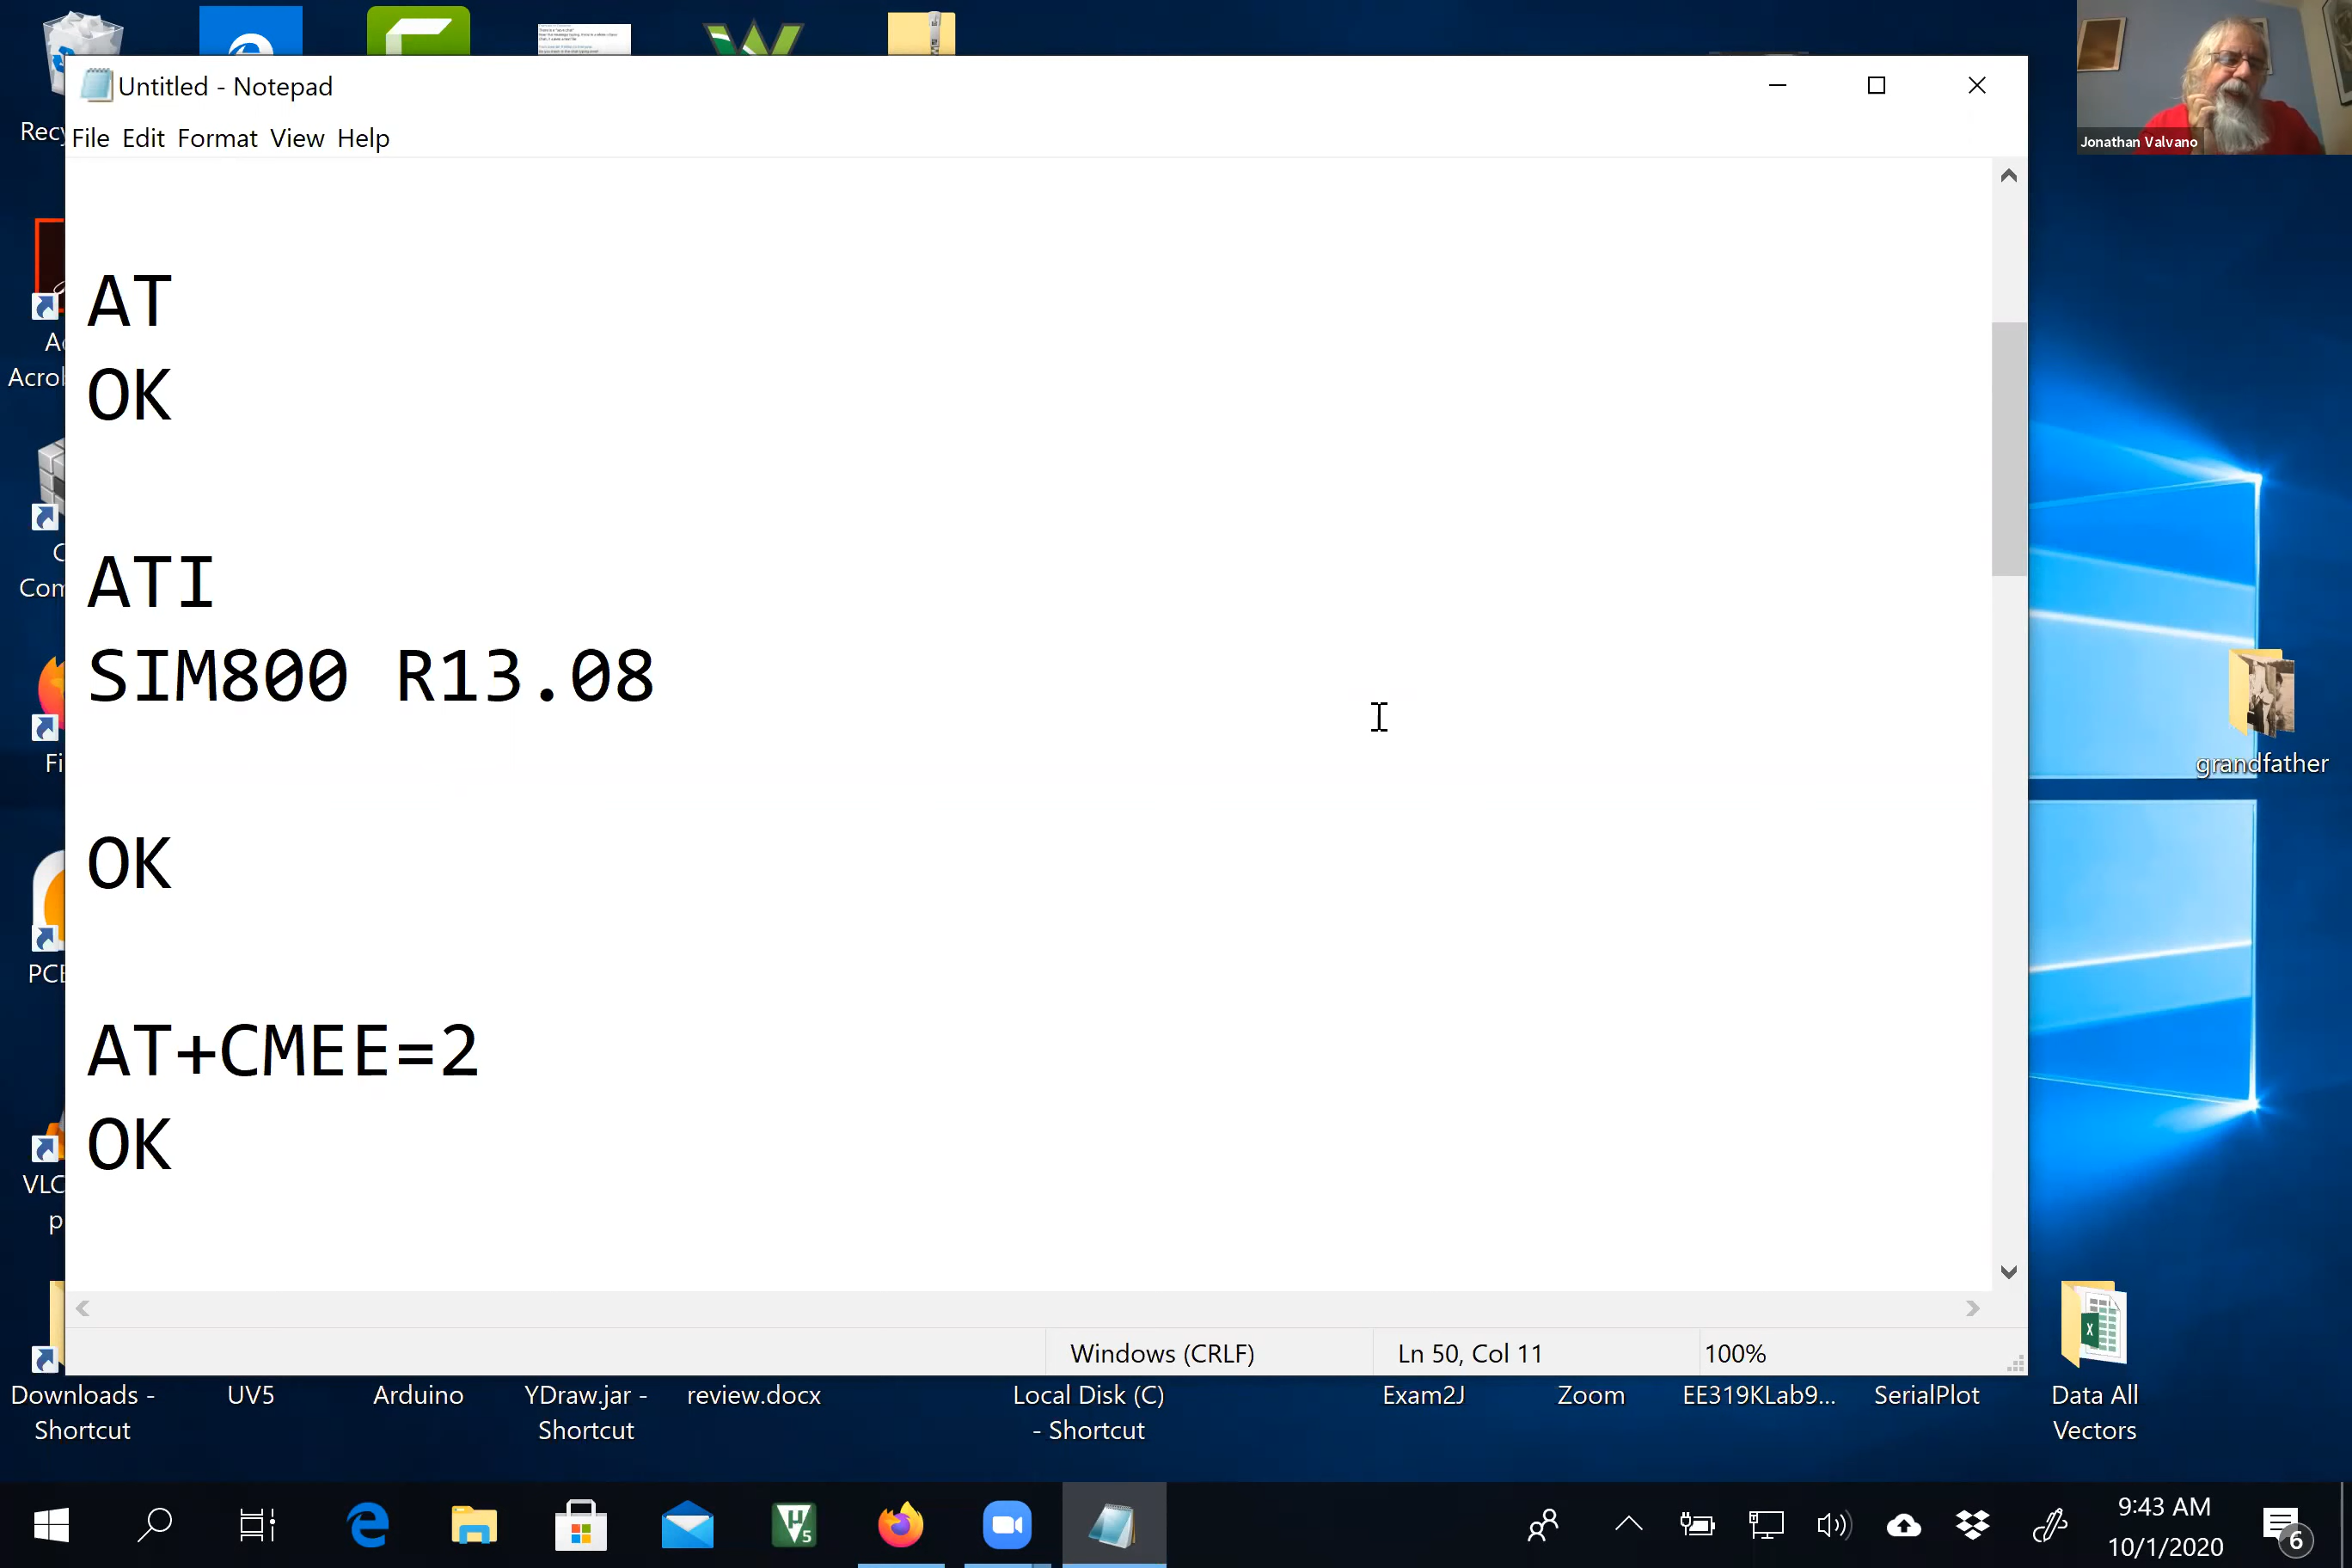 Untitled - Notepad
File Edit Format View Help
Jonathan Valvano
AT
OK
ATI
SIM800 R13.08
OK
AT+CMEE=2
OK
grandfather
Windows (CRLF)
Ln 50, Col 11
100%
Downloads - Shortcut
UV5
Arduino
YDraw.jar - Shortcut
review.docx
Local Disk (C) - Shortcut
Exam2J
Zoom
EE319KLab9...
SerialPlot
Data All Vectors
9:43 AM
10/1/2020
6